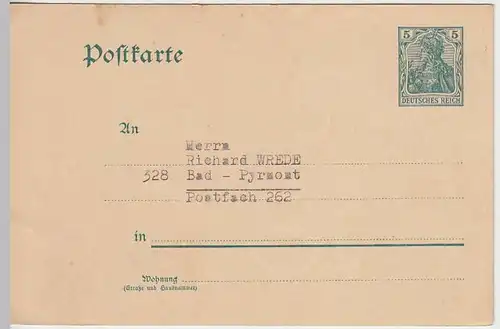 5 5
DEUTSCHES REICH
Postkarte
An
Herrn
Richard WREDE
328 Bad - Pyrmont
Postfach 262
in
Wohnung
(Straße und Hausnummer)